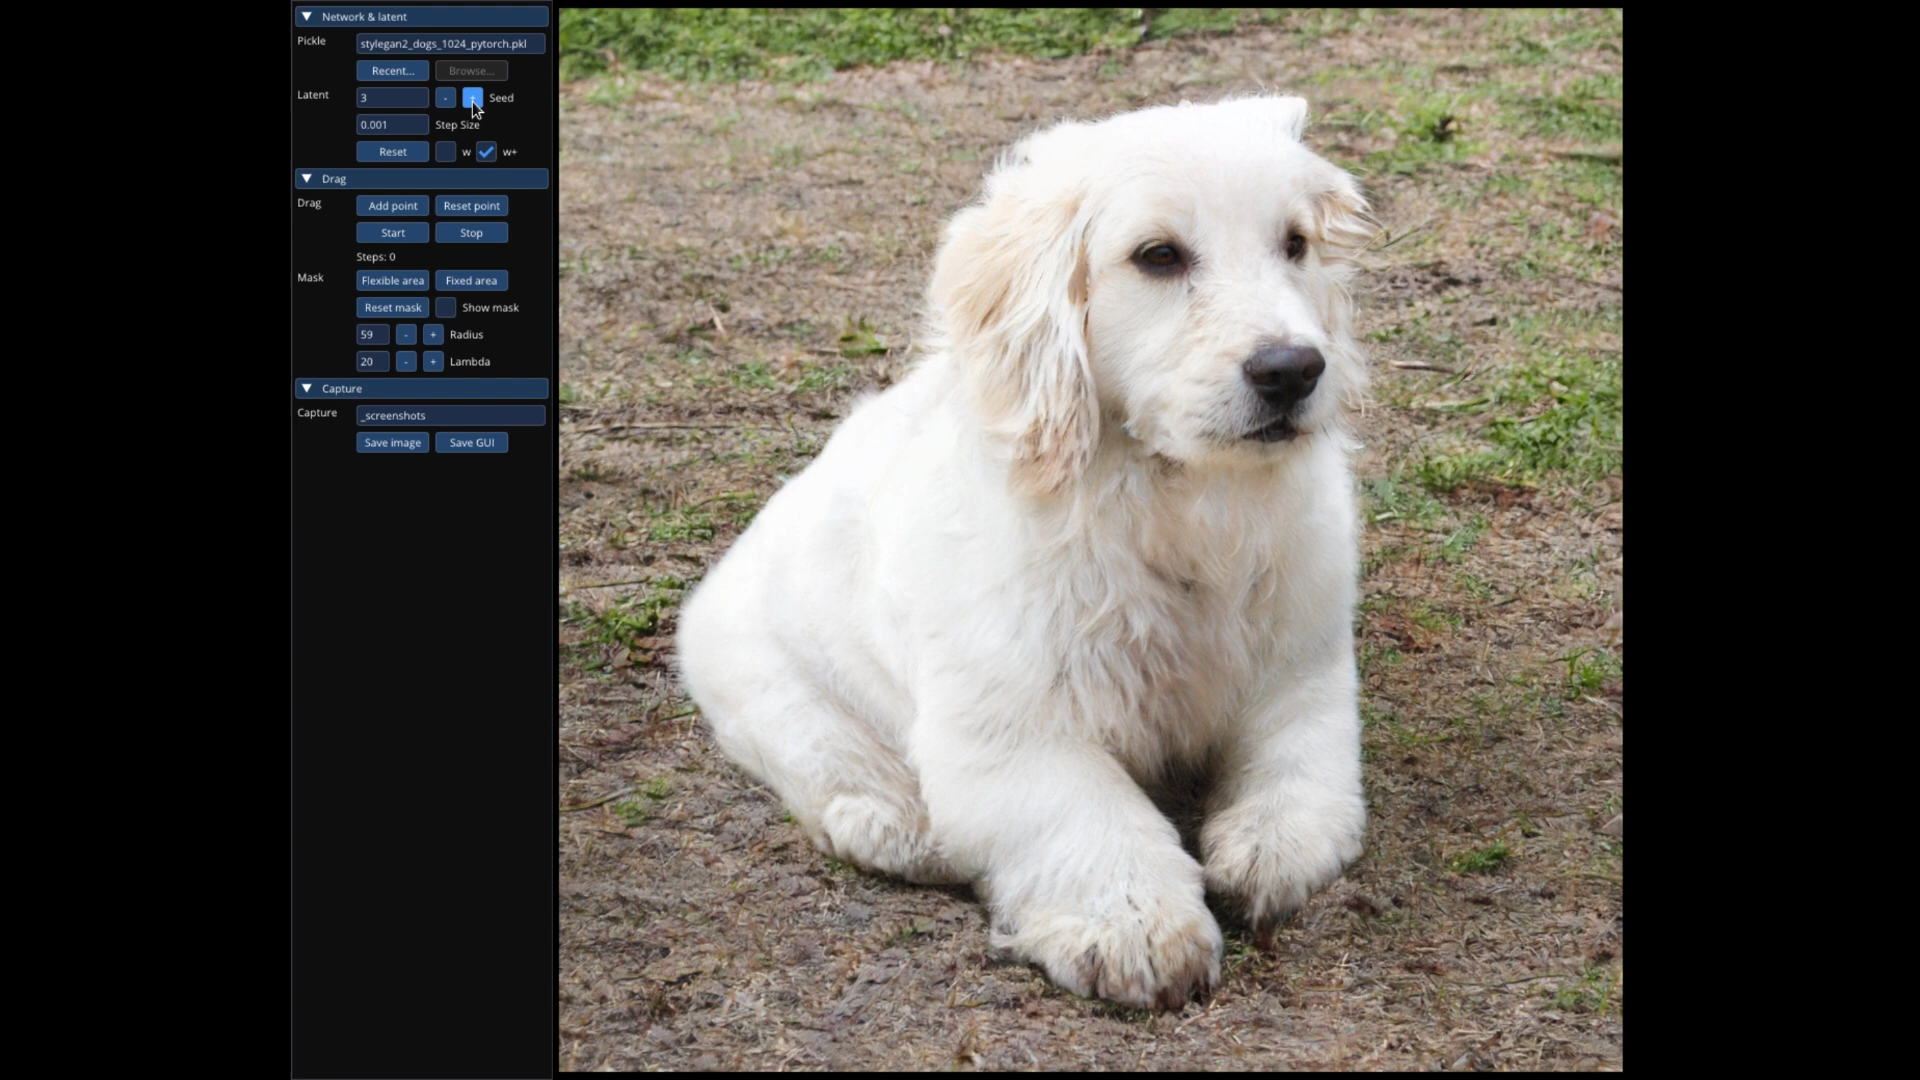 Network & latent
Pickle stylegan2_dogs_1024_pytorch.pkl
Recent... Browse...
Latent 3 - + Seed
0.001 Step Size
Reset w w+
Drag
Drag Add point Reset point
Start Stop
Steps: 0
Mask Flexible area Fixed area
Reset mask Show mask
59 - + Radius
20 - + Lambda
Capture
Capture _screenshots
Save image Save GUI